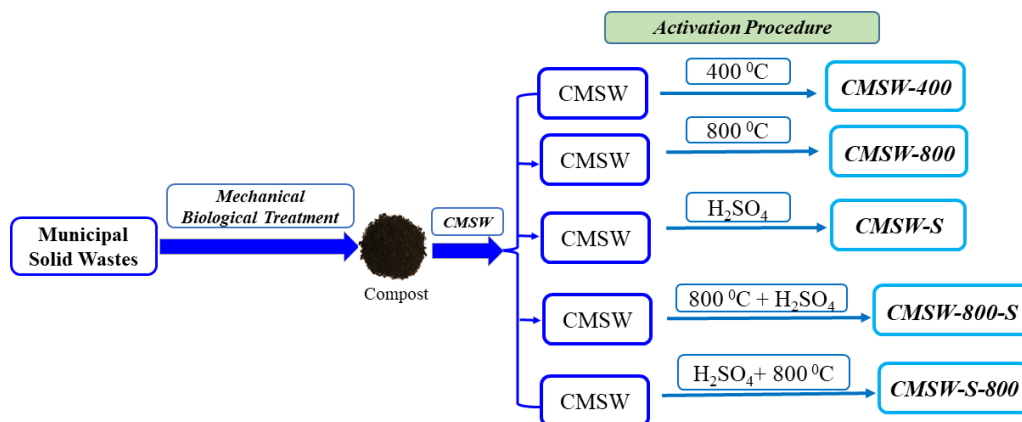 Activation Procedure
CMSW
400 ⁰C
CMSW-400
CMSW
800 ⁰C
CMSW-800
Municipal
Solid Wastes
Mechanical
Biological Treatment
Compost
CMSW
CMSW
H₂SO₄
CMSW-S
CMSW
800 ⁰C + H₂SO₄
CMSW-800-S
CMSW
H₂SO₄+ 800 ⁰C
CMSW-S-800